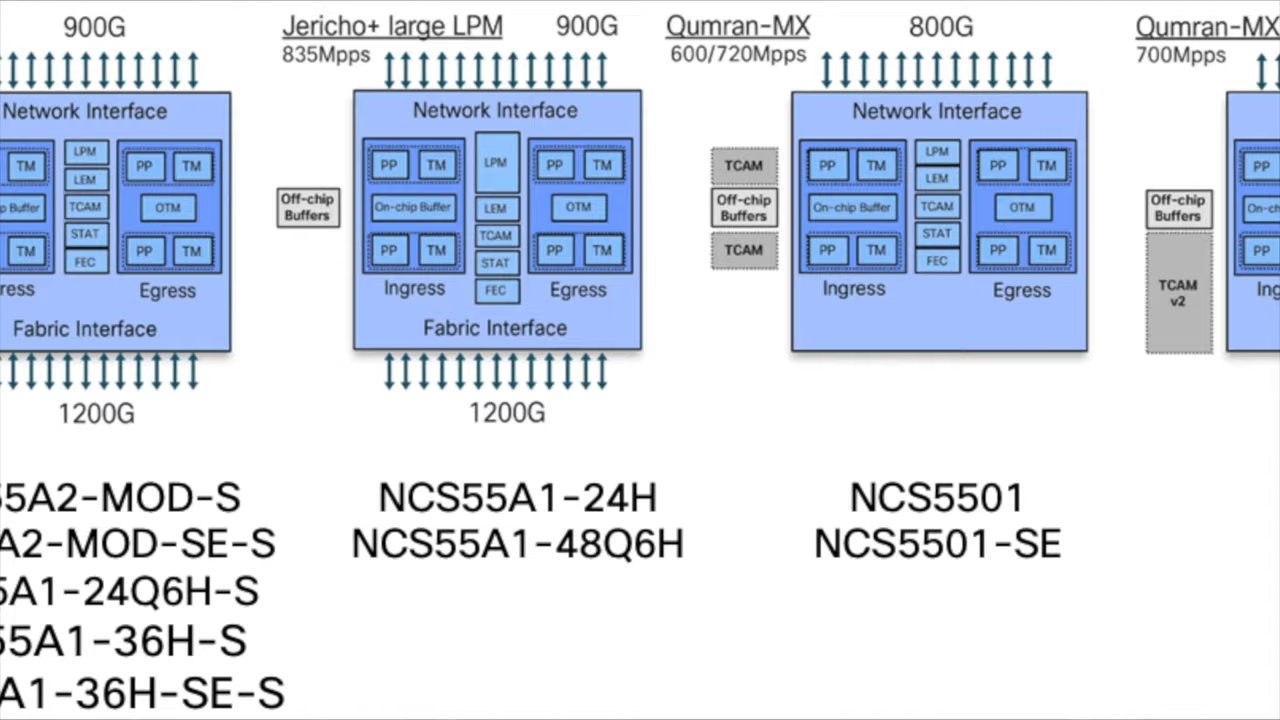 900G
Network Interface
TM
LPM
PP
TM
LEM
p Buffer
TCAM
OTM
STAT
TM
FEC
PP
TM
ress
Egress
Fabric Interface
1200G
55A2-MOD-S
A2-MOD-SE-S
5A1-24Q6H-S
55A1-36H-S
A1-36H-SE-S
Jericho+ large LPM
900G
835Mpps
Network Interface
PP
TM
LPM
PP
TM
Off-chip
Buffers
On-chip Buffer
LEM
OTM
TCAM
PP
TM
STAT
PP
TM
Ingress
FEC
Egress
Fabric Interface
1200G
NCS55A1-24H
NCS55A1-48Q6H
Qumran-MX
800G
600/720Mpps
Network Interface
TCAM
Off-chip
Buffers
TCAM
PP
TM
LPM
PP
TM
LEM
On-chip Buffer
TCAM
OTM
STAT
PP
TM
FEC
PP
TM
Ingress
Egress
NCS5501
NCS5501-SE
Qumran-MX
700Mpps
Off-chip
Buffers
TCAM
v2
PP
On-c
PP
Ing